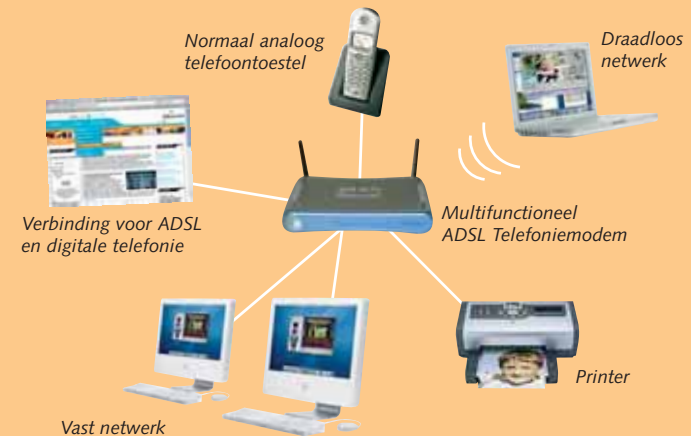 Normaal analoog
telefoontoestel
Draadloos
netwerk
Verbinding voor ADSL
en digitale telefonie
Multifunctioneel
ADSL Telefoniemodem
Printer
Vast netwerk